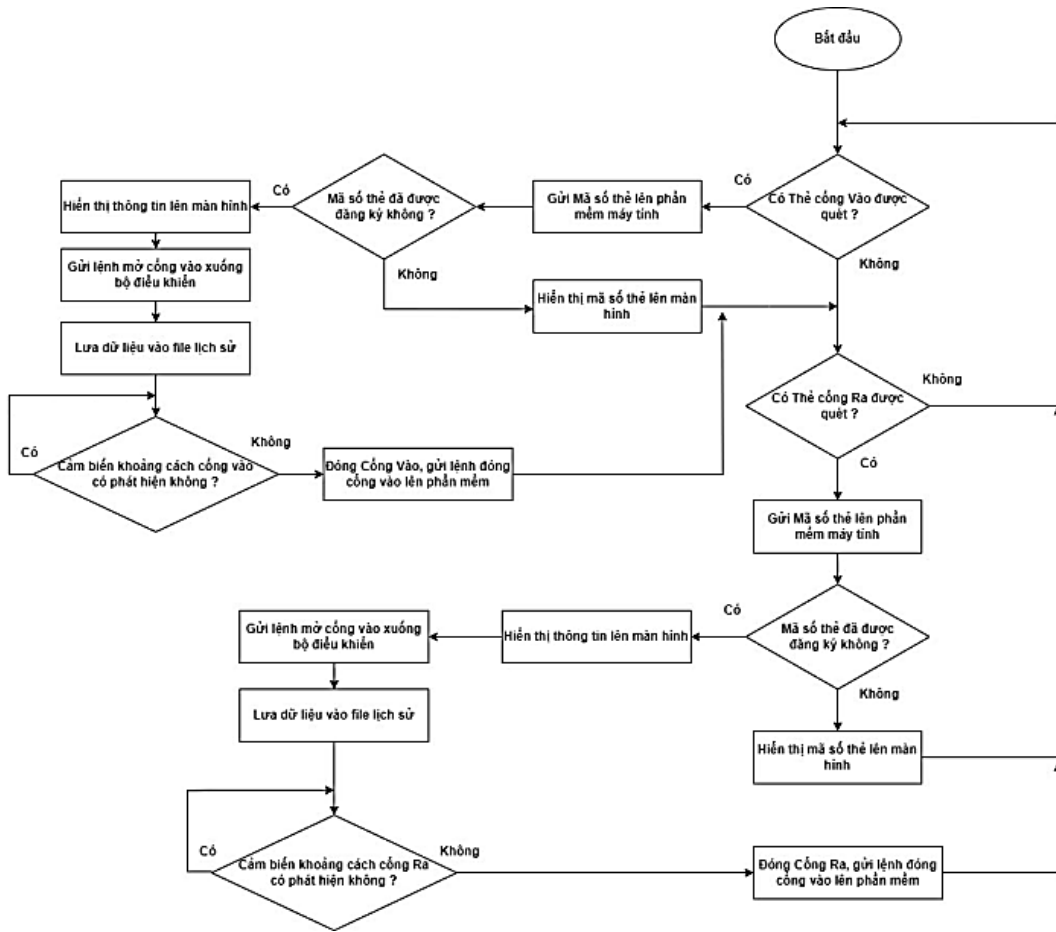 Bắt đầu
Có Thẻ cổng Vào được
quét ?
Có
Không
Gửi Mã số thẻ lên phần
mềm máy tính
Mã số thẻ đã được
đăng ký không ?
Có
Không
Hiển thị thông tin lên màn hình
Gửi lệnh mở cổng vào xuống
bộ điều khiển
Lưa dữ liệu vào file lịch sử
Hiển thị mã số thẻ lên màn
hình
Cảm biến khoảng cách cổng vào
có phát hiện không ?
Có
Không
Đóng Cổng Vào, gửi lệnh đóng
cổng vào lên phần mềm
Có Thẻ cổng Ra được
quét ?
Không
Có
Gửi Mã số thẻ lên phần
mềm máy tính
Mã số thẻ đã được
đăng ký không ?
Có
Không
Hiển thị thông tin lên màn hình
Gửi lệnh mở cổng vào xuống
bộ điều khiển
Lưa dữ liệu vào file lịch sử
Hiển thị mã số thẻ lên màn
hình
Cảm biến khoảng cách cổng Ra
có phát hiện không ?
Có
Không
Đóng Cổng Ra, gửi lệnh đóng
cổng vào lên phần mềm